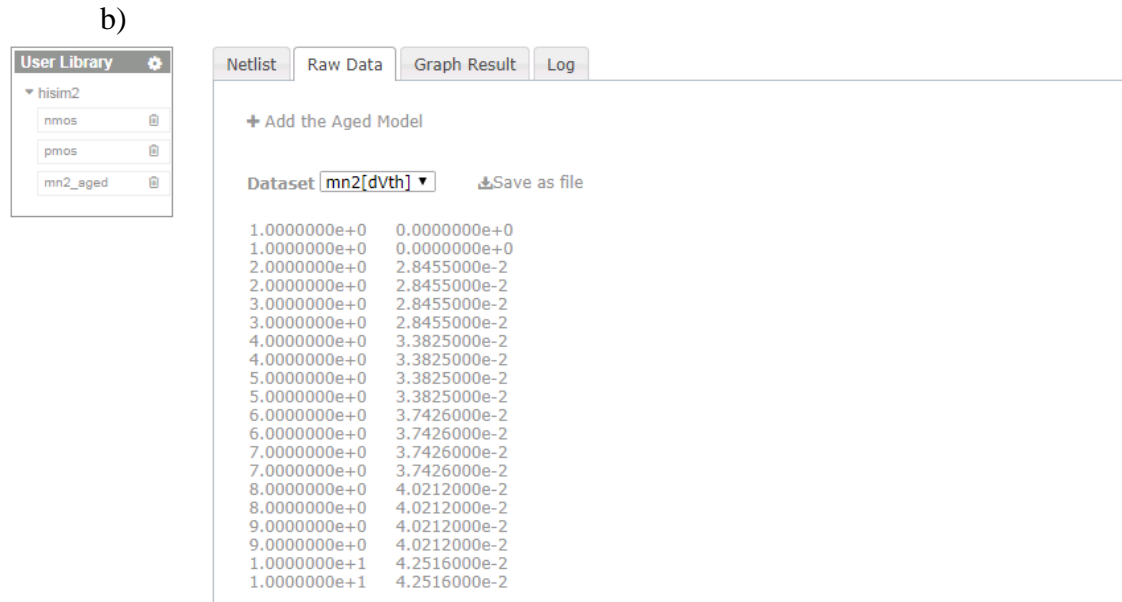 b)
User Library
hisim2
nmos
pmos
mn2_aged
Netlist Raw Data Graph Result Log
+ Add the Aged Model
Dataset mn2[dVth] ▼ Save as file
1.0000000e+0 0.0000000e+0
1.0000000e+0 0.0000000e+0
2.0000000e+0 2.8455000e-2
2.0000000e+0 2.8455000e-2
3.0000000e+0 2.8455000e-2
3.0000000e+0 2.8455000e-2
4.0000000e+0 3.3825000e-2
4.0000000e+0 3.3825000e-2
5.0000000e+0 3.3825000e-2
5.0000000e+0 3.3825000e-2
6.0000000e+0 3.7426000e-2
6.0000000e+0 3.7426000e-2
7.0000000e+0 3.7426000e-2
7.0000000e+0 3.7426000e-2
8.0000000e+0 4.0212000e-2
8.0000000e+0 4.0212000e-2
9.0000000e+0 4.0212000e-2
9.0000000e+0 4.0212000e-2
1.0000000e+1 4.2516000e-2
1.0000000e+1 4.2516000e-2